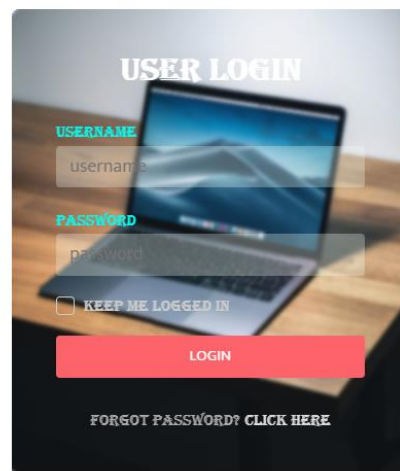 USER LOGIN
USERNAME
username
PASSWORD
password
KEEP ME LOGGED IN
LOGIN
FORGOT PASSWORD? CLICK HERE